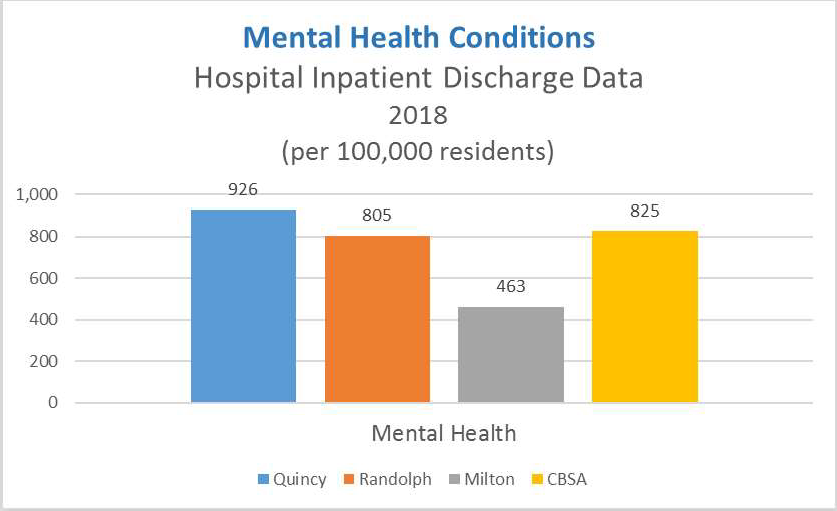 Mental Health Conditions
Hospital Inpatient Discharge Data
2018
(per 100,000 residents)
1,000
800
600
400
200
0
926
805
463
825
Mental Health
Quincy Randolph Milton CBSA